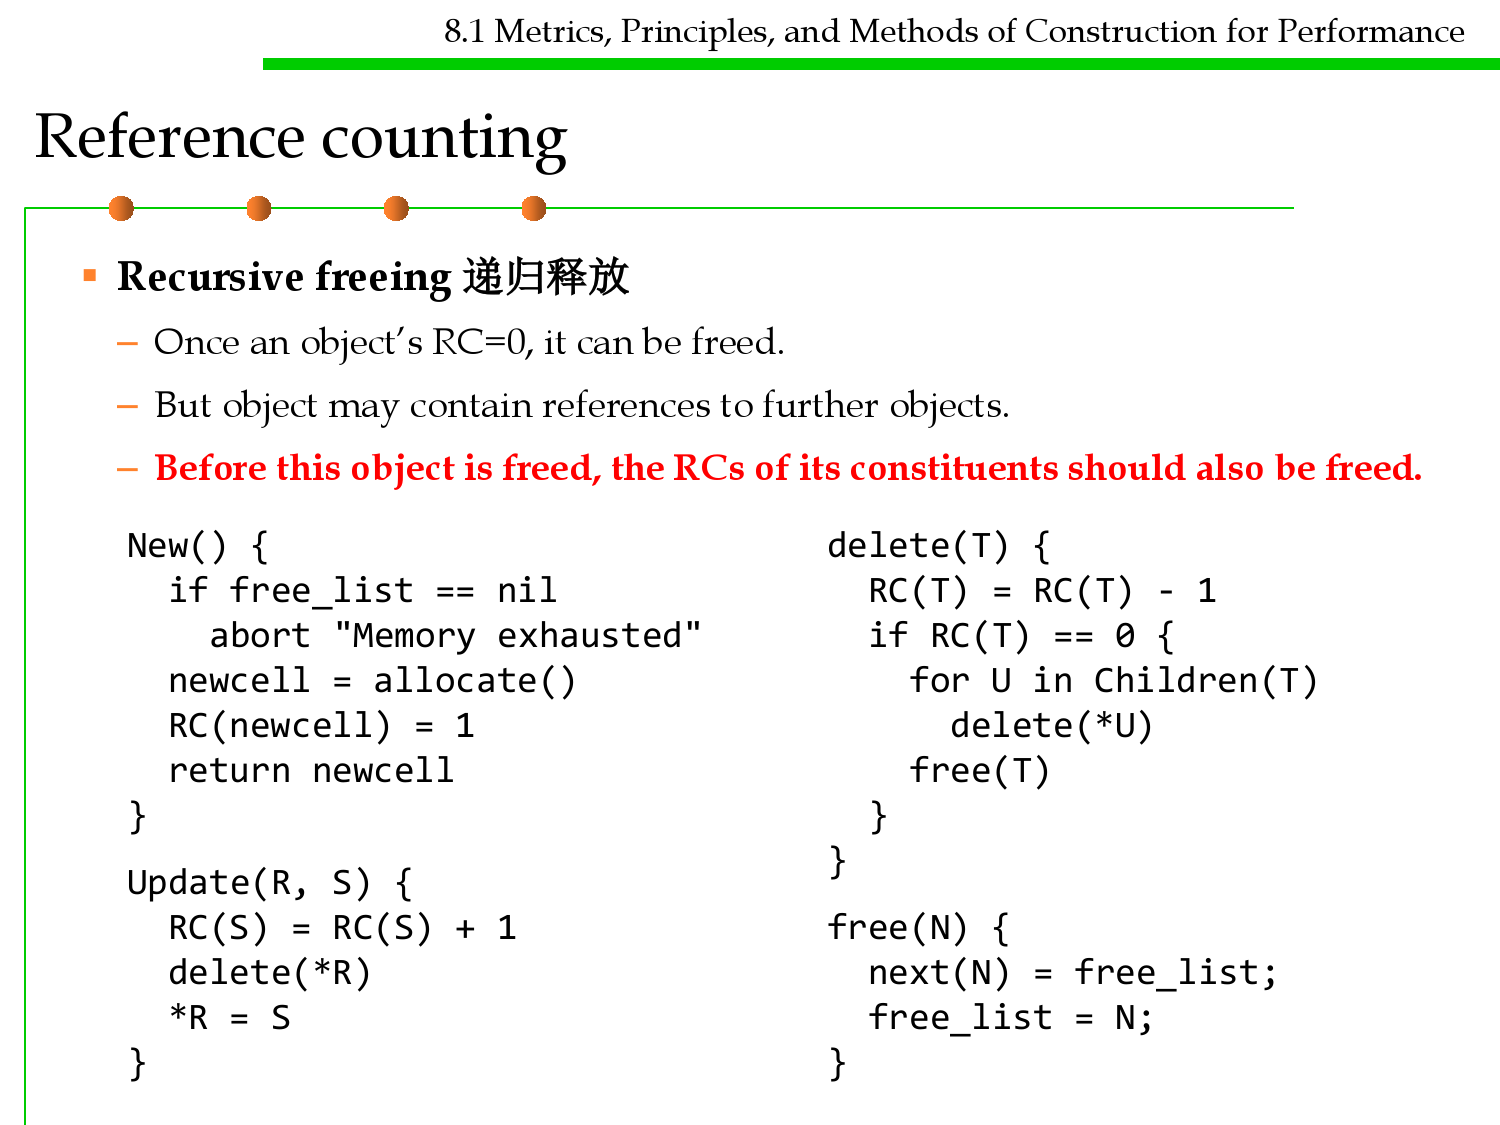 8.1 Metrics, Principles, and Methods of Construction for Performance
Reference counting
▪ Recursive freeing 递归释放
– Once an object’s RC=0, it can be freed.
– But object may contain references to further objects.
– Before this object is freed, the RCs of its constituents should also be freed.
New() {
  if free_list == nil
    abort "Memory exhausted"
  newcell = allocate()
  RC(newcell) = 1
  return newcell
}
Update(R, S) {
  RC(S) = RC(S) + 1
  delete(*R)
  *R = S
}
delete(T) {
  RC(T) = RC(T) - 1
  if RC(T) == 0 {
    for U in Children(T)
      delete(*U)
    free(T)
  }
}
free(N) {
  next(N) = free_list;
  free_list = N;
}